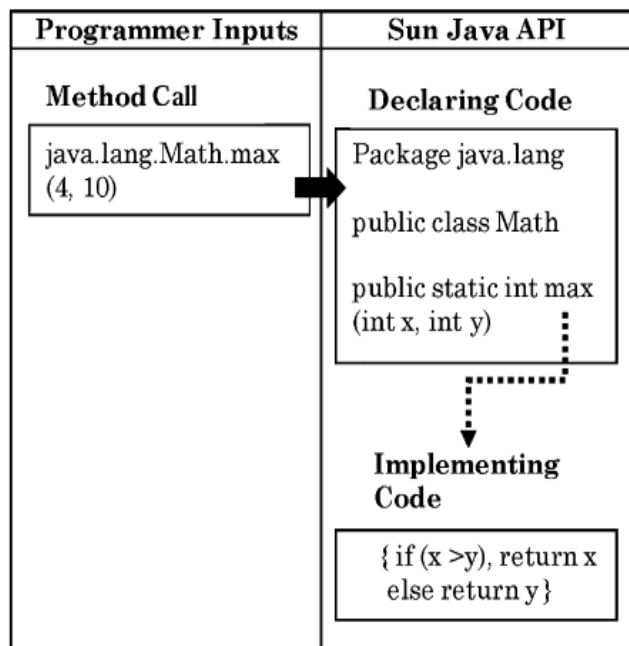 Programmer Inputs
Sun Java API
Method Call
java.lang.Math.max
(4, 10)
Declaring Code
Package java.lang
public class Math
public static int max
(int x, int y)
Implementing
Code
{ if (x >y), return x
else return y }